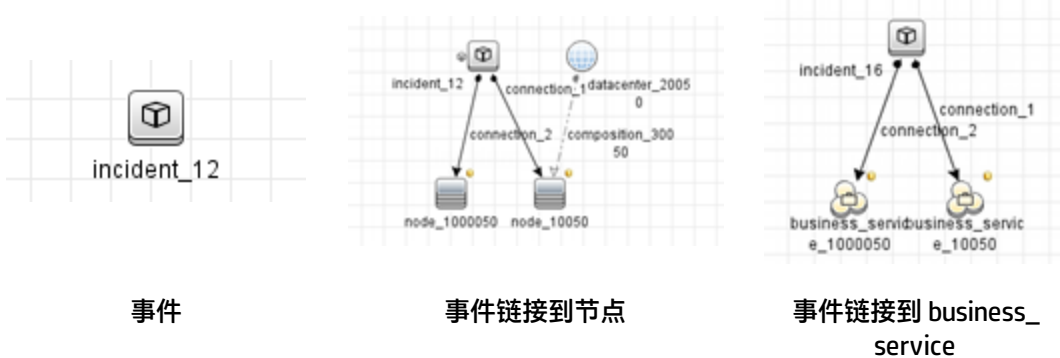 incident_12
incident_12
connection_1
datacenter_2005
0
connection_2
composition_300
50
node_1000050
node_10050
incident_16
connection_1
connection_2
business_servic
e_1000050
business_servic
e_10050
事件
事件链接到节点
事件链接到 business_
service